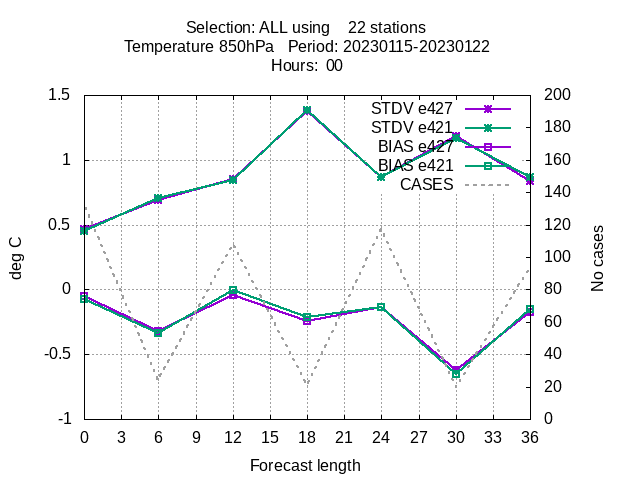 Selection: ALL using    22 stations
Temperature 850hPa   Period: 20230115-20230122
Hours:  00
1.5
1
0.5
0
-0.5
-1
deg C
200
180
160
140
120
100
80
60
40
20
0
No cases
STDV e427
STDV e421
BIAS e427
BIAS e421
CASES
0 3 6 9 12 15 18 21 24 27 30 33 36
Forecast length